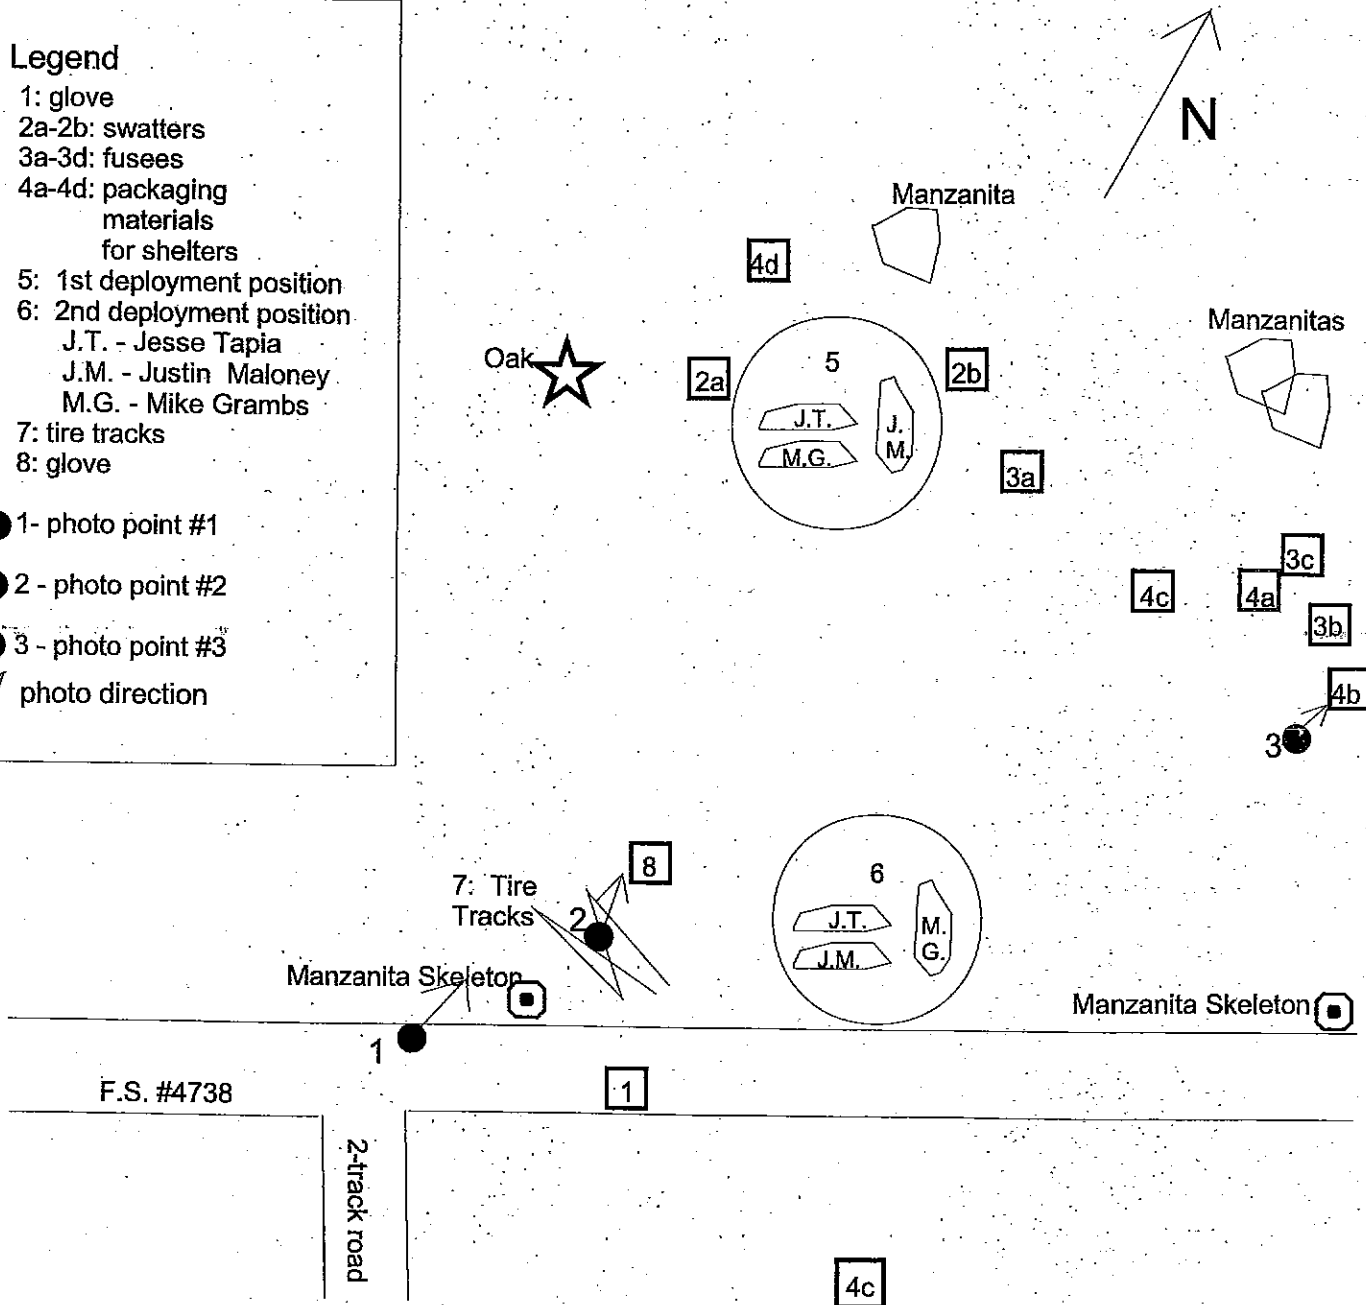 Legend
1: glove
2a-2b: swatters
3a-3d: fusees
4a-4d: packaging
materials
for shelters
5: 1st deployment position
6: 2nd deployment position
J.T. - Jesse Tapia
J.M. - Justin Maloney
M.G. - Mike Grambs
7: tire tracks
8: glove
1- photo point #1
2 - photo point #2
3 - photo point #3
photo direction
N
Manzanita
4d
Manzanitas
Oak
2a
5
2b
J.T.
J.
M.
M.G.
3a
3c
4c
4a
3b
4b
3
8
7: Tire
Tracks
2
6
J.T.
M.
G.
J.M.
Manzanita Skeleton
Manzanita Skeleton
1
F.S. #4738
1
2-track road
4c